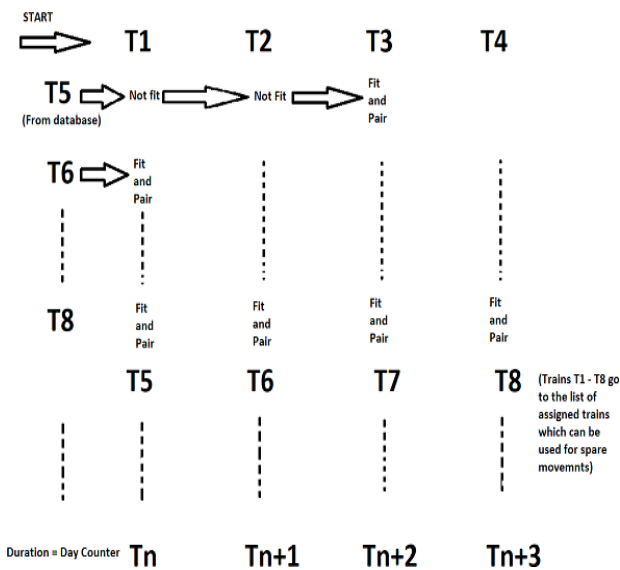 START
T1 T2 T3 T4
T5 Not fit Not Fit Fit
and
Pair
(From database)
T6 Fit
and
Pair
T8 Fit Fit Fit Fit
and and and and
Pair Pair Pair Pair
T5 T6 T7 T8 (Trains T1 - T8 go
to the list of
assigned trains
which can be
used for spare
movemnts)
Duration = Day Counter Tn Tn+1 Tn+2 Tn+3